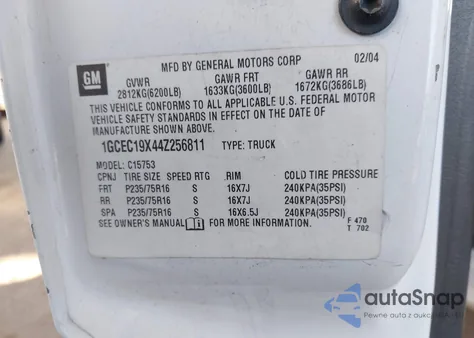 GM
MFD BY GENERAL MOTORS CORP 02/04
GVWR GAWR FRT GAWR RR
2812KG(6200LB) 1633KG(3600LB) 1672KG(3686LB)
THIS VEHICLE CONFORMS TO ALL APPLICABLE U.S. FEDERAL MOTOR
VEHICLE SAFETY STANDARDS IN EFFECT ON THE DATE OF
MANUFACTURE SHOWN ABOVE.
1GCEC19X44Z256811 TYPE: TRUCK
MODEL: C15753
CPNJ TIRE SIZE SPEED RTG RIM COLD TIRE PRESSURE
FRT P235/75R16 S 16X7J 240KPA(35PSI)
RR P235/75R16 S 16X7J 240KPA(35PSI)
SPA P235/75R16 S 16X6.5J 240KPA(35PSI)
SEE OWNER'S MANUAL FOR MORE INFORMATION.
F 470
T 702
autoSnap
Pewne auta z aukcji